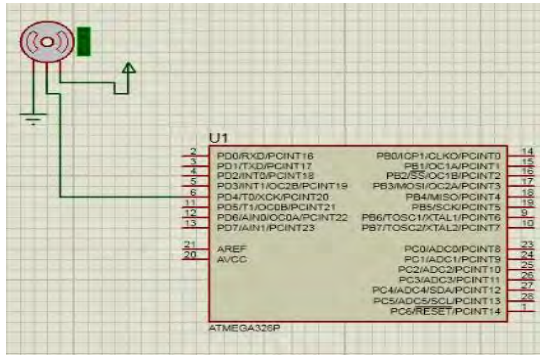 U1
2 PD0/RXD/PCINT16 PB0/ICP1/CLKO/PCINT0 14
3 PD1/TXD/PCINT17 PB1/OC1A/PCINT1 15
4 PD2/INT0/PCINT18 PB2/SS/OC1B/PCINT2 16
5 PD3/INT1/OC2B/PCINT19 PB3/MOSI/OC2A/PCINT3 17
6 PD4/T0/XCK/PCINT20 PB4/MISO/PCINT4 18
11 PD5/T1/OC0B/PCINT21 PB5/SCK/PCINT5 19
12 PD6/AIN0/OC0A/PCINT22 PB6/TOSC1/XTAL1/PCINT6 9
13 PD7/AIN1/PCINT23 PB7/TOSC2/XTAL2/PCINT7 10
21 AREF PC0/ADC0/PCINT8 23
20 AVCC PC1/ADC1/PCINT9 24
PC2/ADC2/PCINT10 25
PC3/ADC3/PCINT11 26
PC4/ADC4/SDA/PCINT12 27
PC5/ADC5/SCL/PCINT13 28
PC6/RESET/PCINT14 1
ATMEGA328P